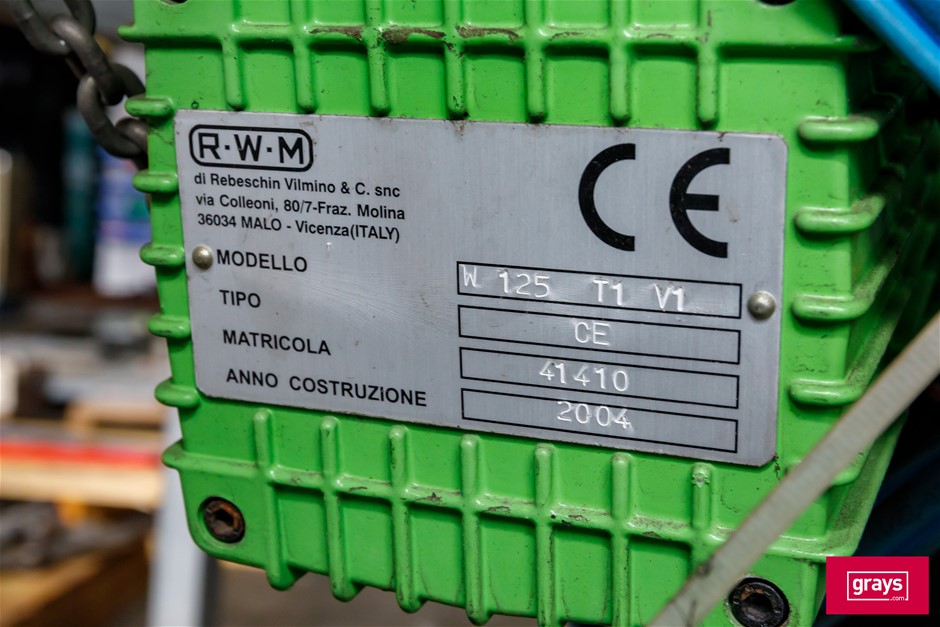 R·W·M
CE
di Rebeschin Vilmino & C. snc
via Colleoni, 80/7-Fraz. Molina
36034 MALO - Vicenza(ITALY)
MODELLO W 125 T1 V1
TIPO CE
MATRICOLA 41410
ANNO COSTRUZIONE 2004
grays
.com